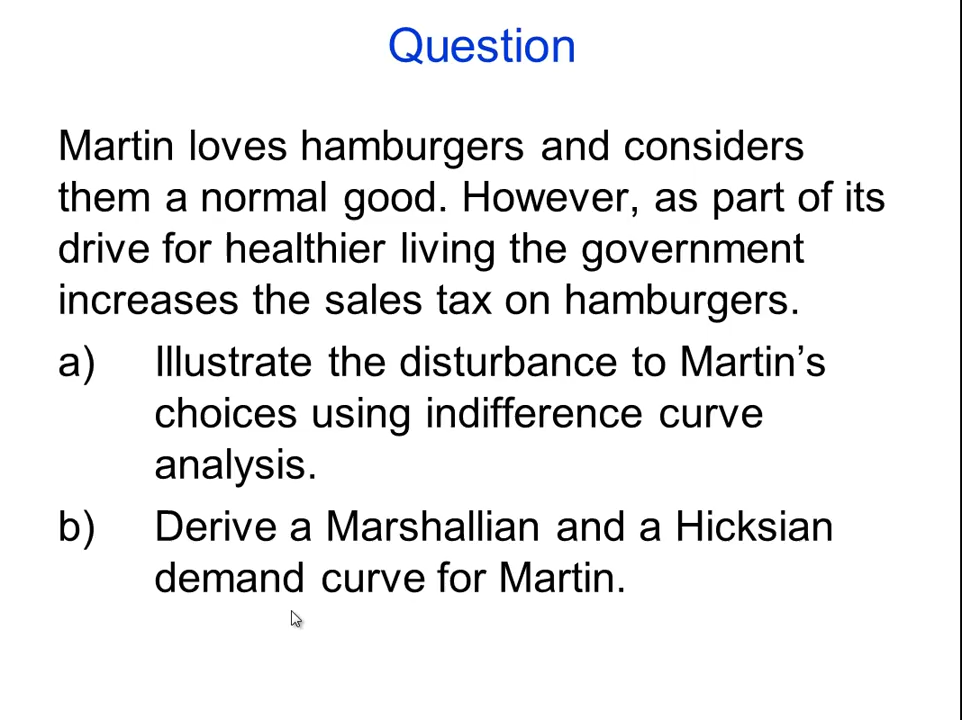 Question
Martin loves hamburgers and considers
them a normal good. However, as part of its
drive for healthier living the government
increases the sales tax on hamburgers.
a) Illustrate the disturbance to Martin’s
choices using indifference curve
analysis.
b) Derive a Marshallian and a Hicksian
demand curve for Martin.